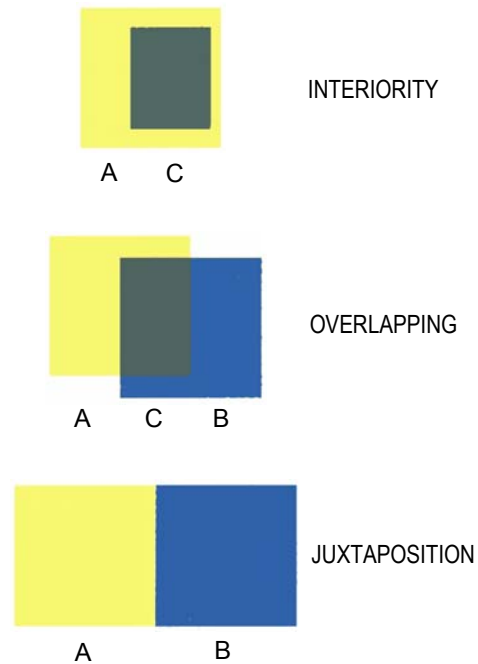 INTERIORITY
A C
OVERLAPPING
A C B
JUXTAPOSITION
A B